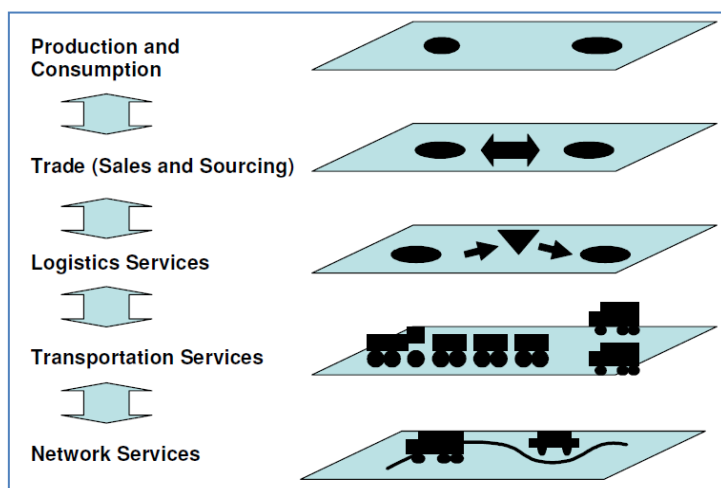 Production and
Consumption
Trade (Sales and Sourcing)
Logistics Services
Transportation Services
Network Services